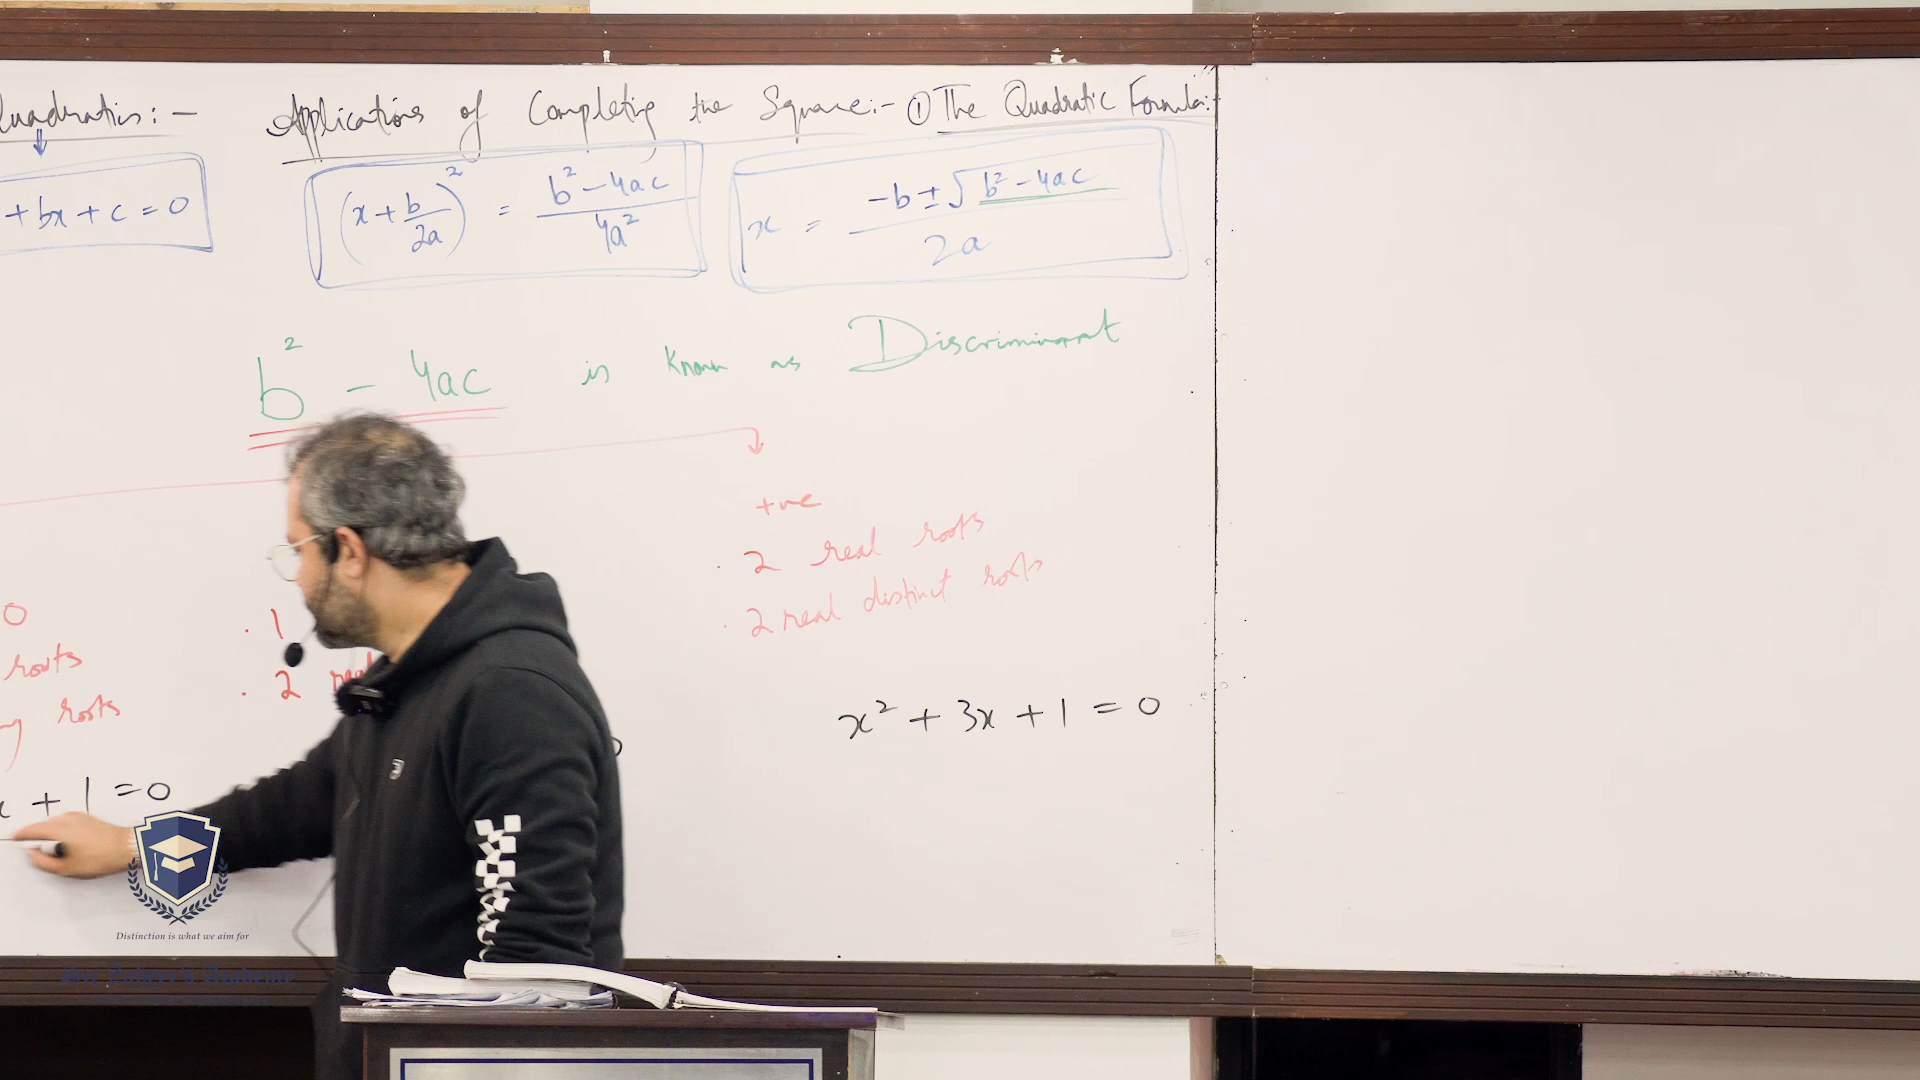 Quadratics:- Applications of Completing the Square:- ① The Quadratic Formula:-
+ bx + c = 0
(x + b/2a)² = b² - 4ac / 4a²
x = -b ± √b² - 4ac / 2a
b² - 4ac is known as Discriminant
+ve
· 2 real roots
· 2 real distinct roots
0
roots
roots
· 1
· 2 real
x² + 3x + 1 = 0
x + 1 = 0
Distinction is what we aim for